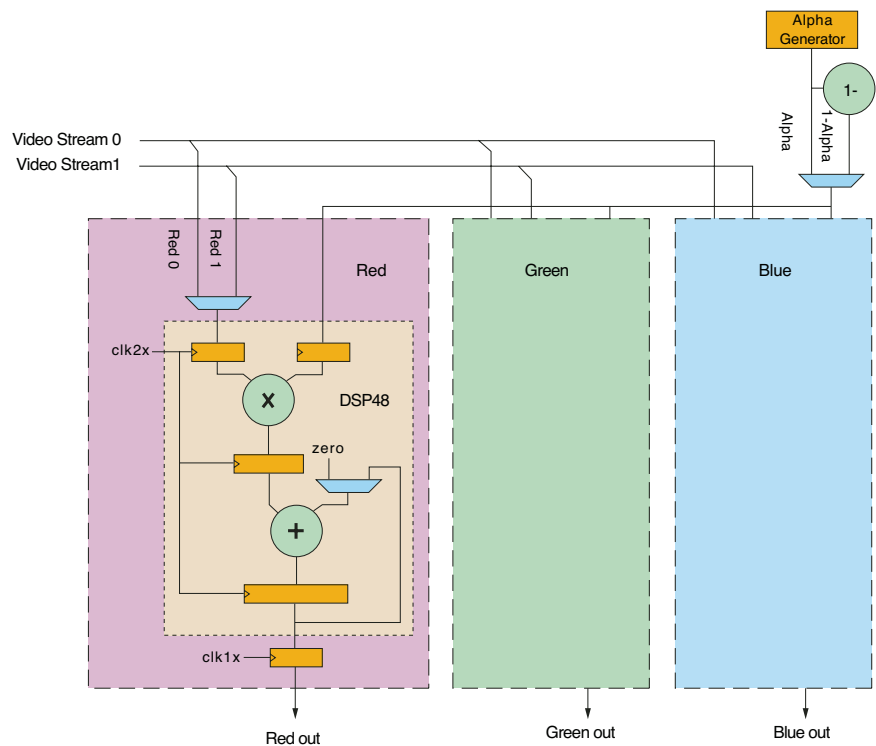 Alpha
Generator
1-
Alpha
1-Alpha
Video Stream 0
Video Stream1
Red 0
Red 1
Red
Green
Blue
clk2x
×
DSP48
zero
+
clk1x
Red out
Green out
Blue out